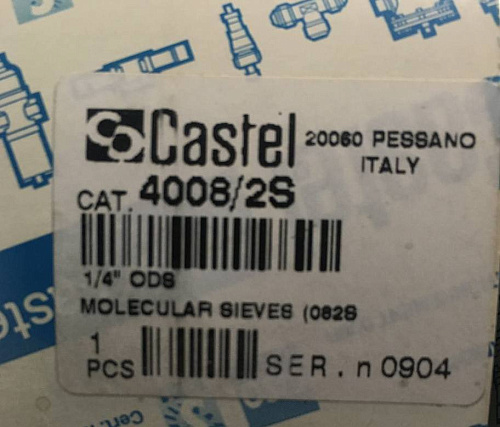 Castel 20060 PESSANO
ITALY
CAT. 4008/2S
1/4" ODS
MOLECULAR SIEVES (082S
1
PCS
SER. n 0904